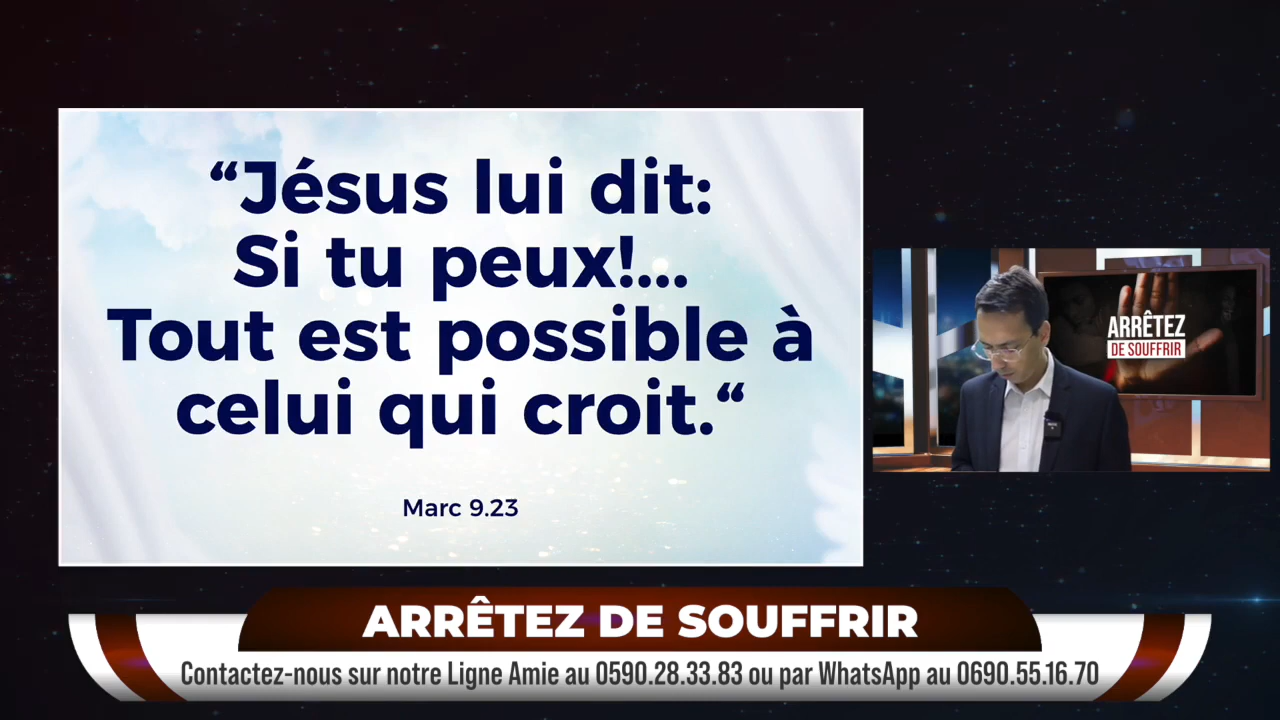 “Jésus lui dit:
Si tu peux!...
Tout est possible à
celui qui croit.“
Marc 9.23
ARRÊTEZ
DE SOUFFRIR
ARRÊTEZ DE SOUFFRIR
Contactez-nous sur notre Ligne Amie au 0590.28.33.83 ou par WhatsApp au 0690.55.16.70